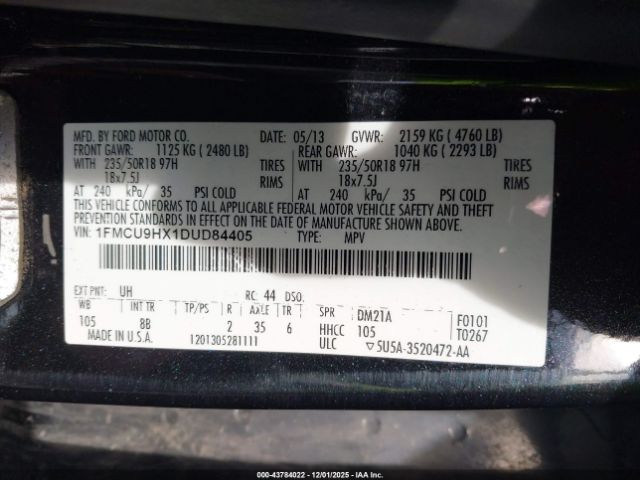 MFD. BY FORD MOTOR CO. DATE: 05/13 GVWR: 2159 KG ( 4760 LB)
FRONT GAWR: 1125 KG ( 2480 LB) REAR GAWR: 1040 KG ( 2293 LB)
WITH 235/50R18 97H TIRES WITH 235/50R18 97H TIRES
18x7.5J RIMS 18x7.5J RIMS
AT 240 kPa/ 35 PSI COLD AT 240 kPa/ 35 PSI COLD
THIS VEHICLE CONFORMS TO ALL APPLICABLE FEDERAL MOTOR VEHICLE SAFETY AND THEFT
PREVENTION STANDARDS IN EFFECT ON THE DATE OF MANUFACTURE SHOWN ABOVE.
VIN: 1FMCU9HX1DUD84405 TYPE: MPV
EXT PNT: UH RC: 44 DSO:
WB INT TR TP/PS R AXLE TR SPR DM21A F0101
105 8B 2 35 6 HHCC 105 T0267
MADE IN U.S.A. 1201305281111 ULC 5U5A-3520472-AA
000-43784022 - 12/01/2025 - IAA Inc.